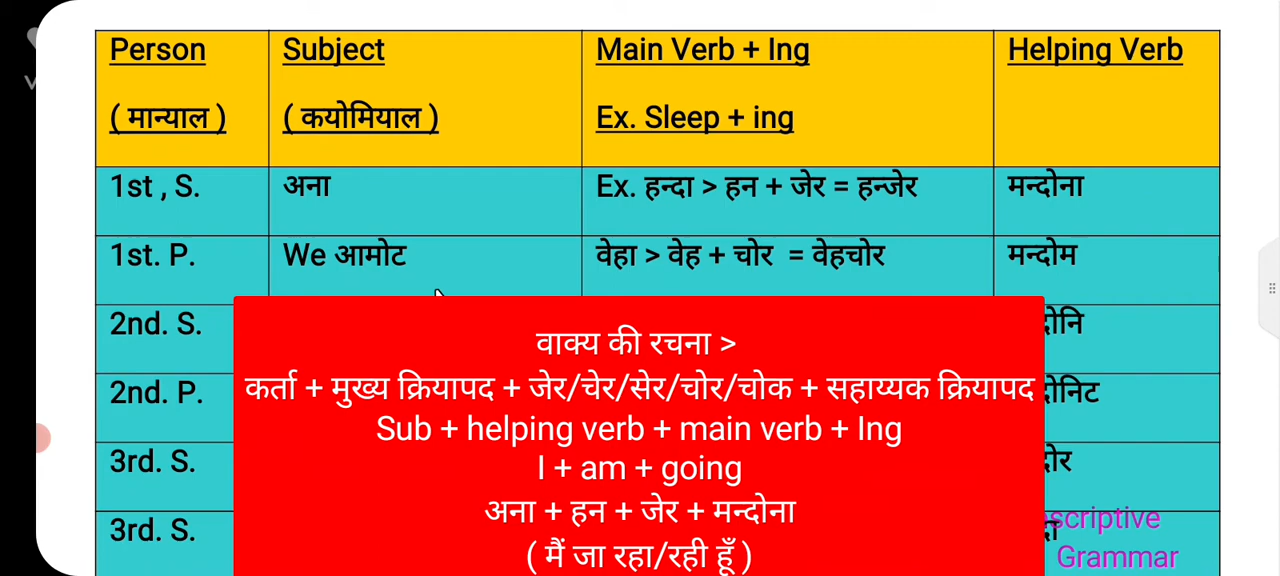 Person Subject Main Verb + Ing Helping Verb
( मान्याल ) ( कयोमियाल ) Ex. Sleep + ing
1st , S. अना Ex. हन्दा > हन + जेर = हन्जेर मन्दोना
1st. P. We आमोट वेहा > वेह + चोर = वेहचोर मन्दोम
2nd. S.
वाक्य की रचना >
2nd. P.
कर्ता + मुख्य क्रियापद + जेर/चेर/सेर/चोर/चोक + सहाय्यक क्रियापद
Sub + helping verb + main verb + Ing
3rd. S.
I + am + going
अना + हन + जेर + मन्दोना
3rd. S.
Grammar
( मैं जा रहा/रही हूँ )